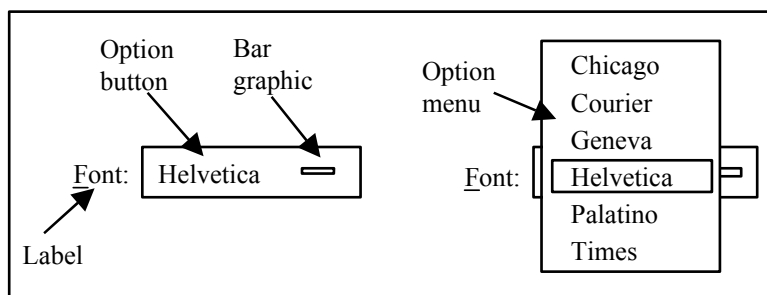 Option
button
Bar
graphic
Font:
Helvetica
Label
Option
menu
Font:
Chicago
Courier
Geneva
Helvetica
Palatino
Times